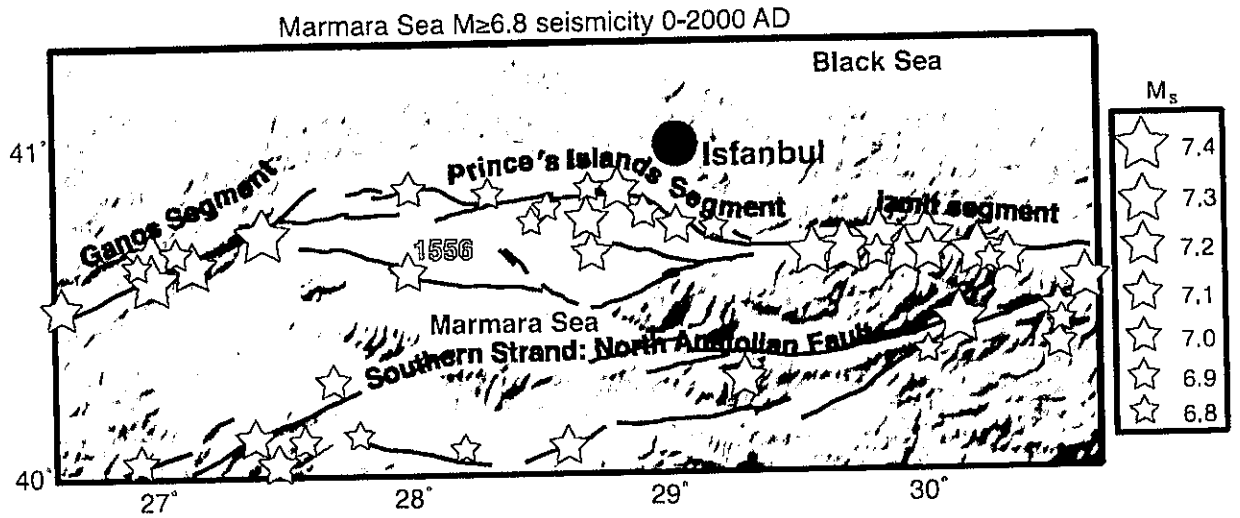 Marmara Sea M≥6.8 seismicity 0-2000 AD
Black Sea
Ms
41°
Prince's Islands Segment
Isfanbul
Ganos Segment
Izmit segment
1556
Marmara Sea
Southern Strand: North Anatolian Fault
40°
27°
28°
29°
30°
7.4
7.3
7.2
7.1
7.0
6.9
6.8